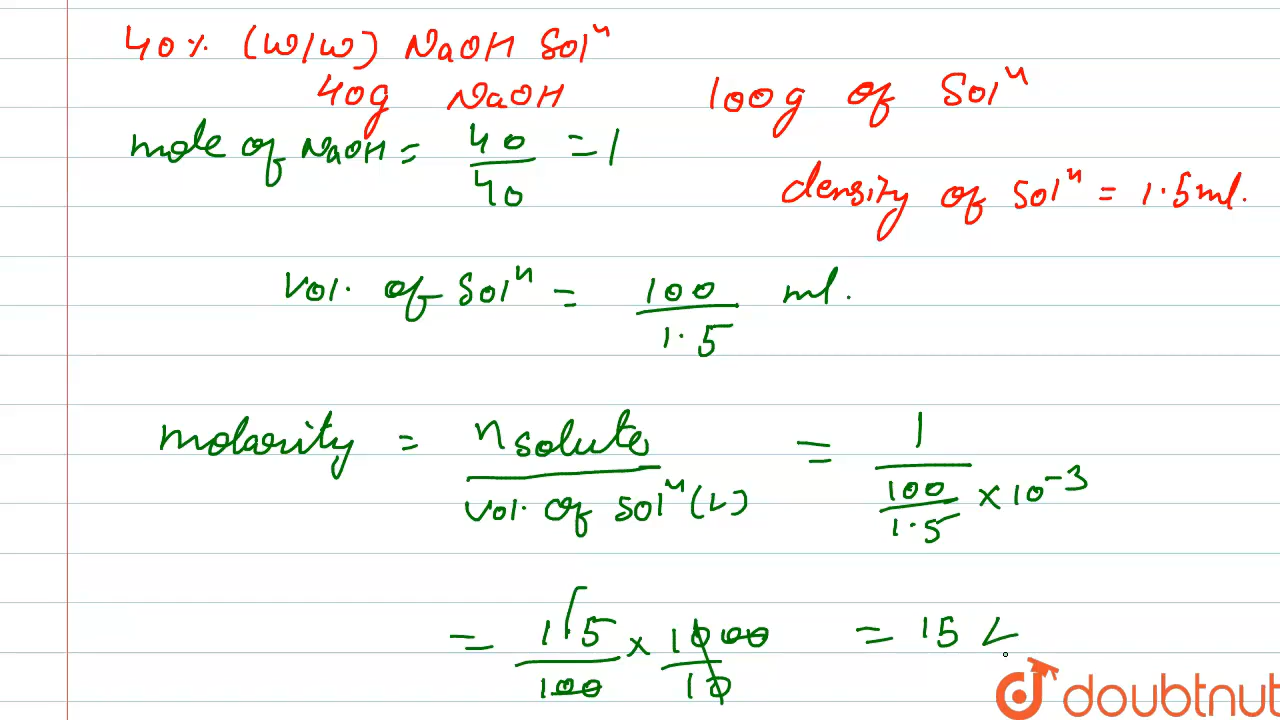 40% (W/W) NaOH Solⁿ
40g NaOH 100g of Solⁿ
mole of NaOH = 40/40 = 1
density of Solⁿ = 1.5 ml.
Vol. of Solⁿ = 100/1.5 ml.
molarity = n solute / Vol. of Solⁿ (L) = 1 / (100/1.5 × 10⁻³)
= 15/100 × 1000/10 = 15 L
doubtnut